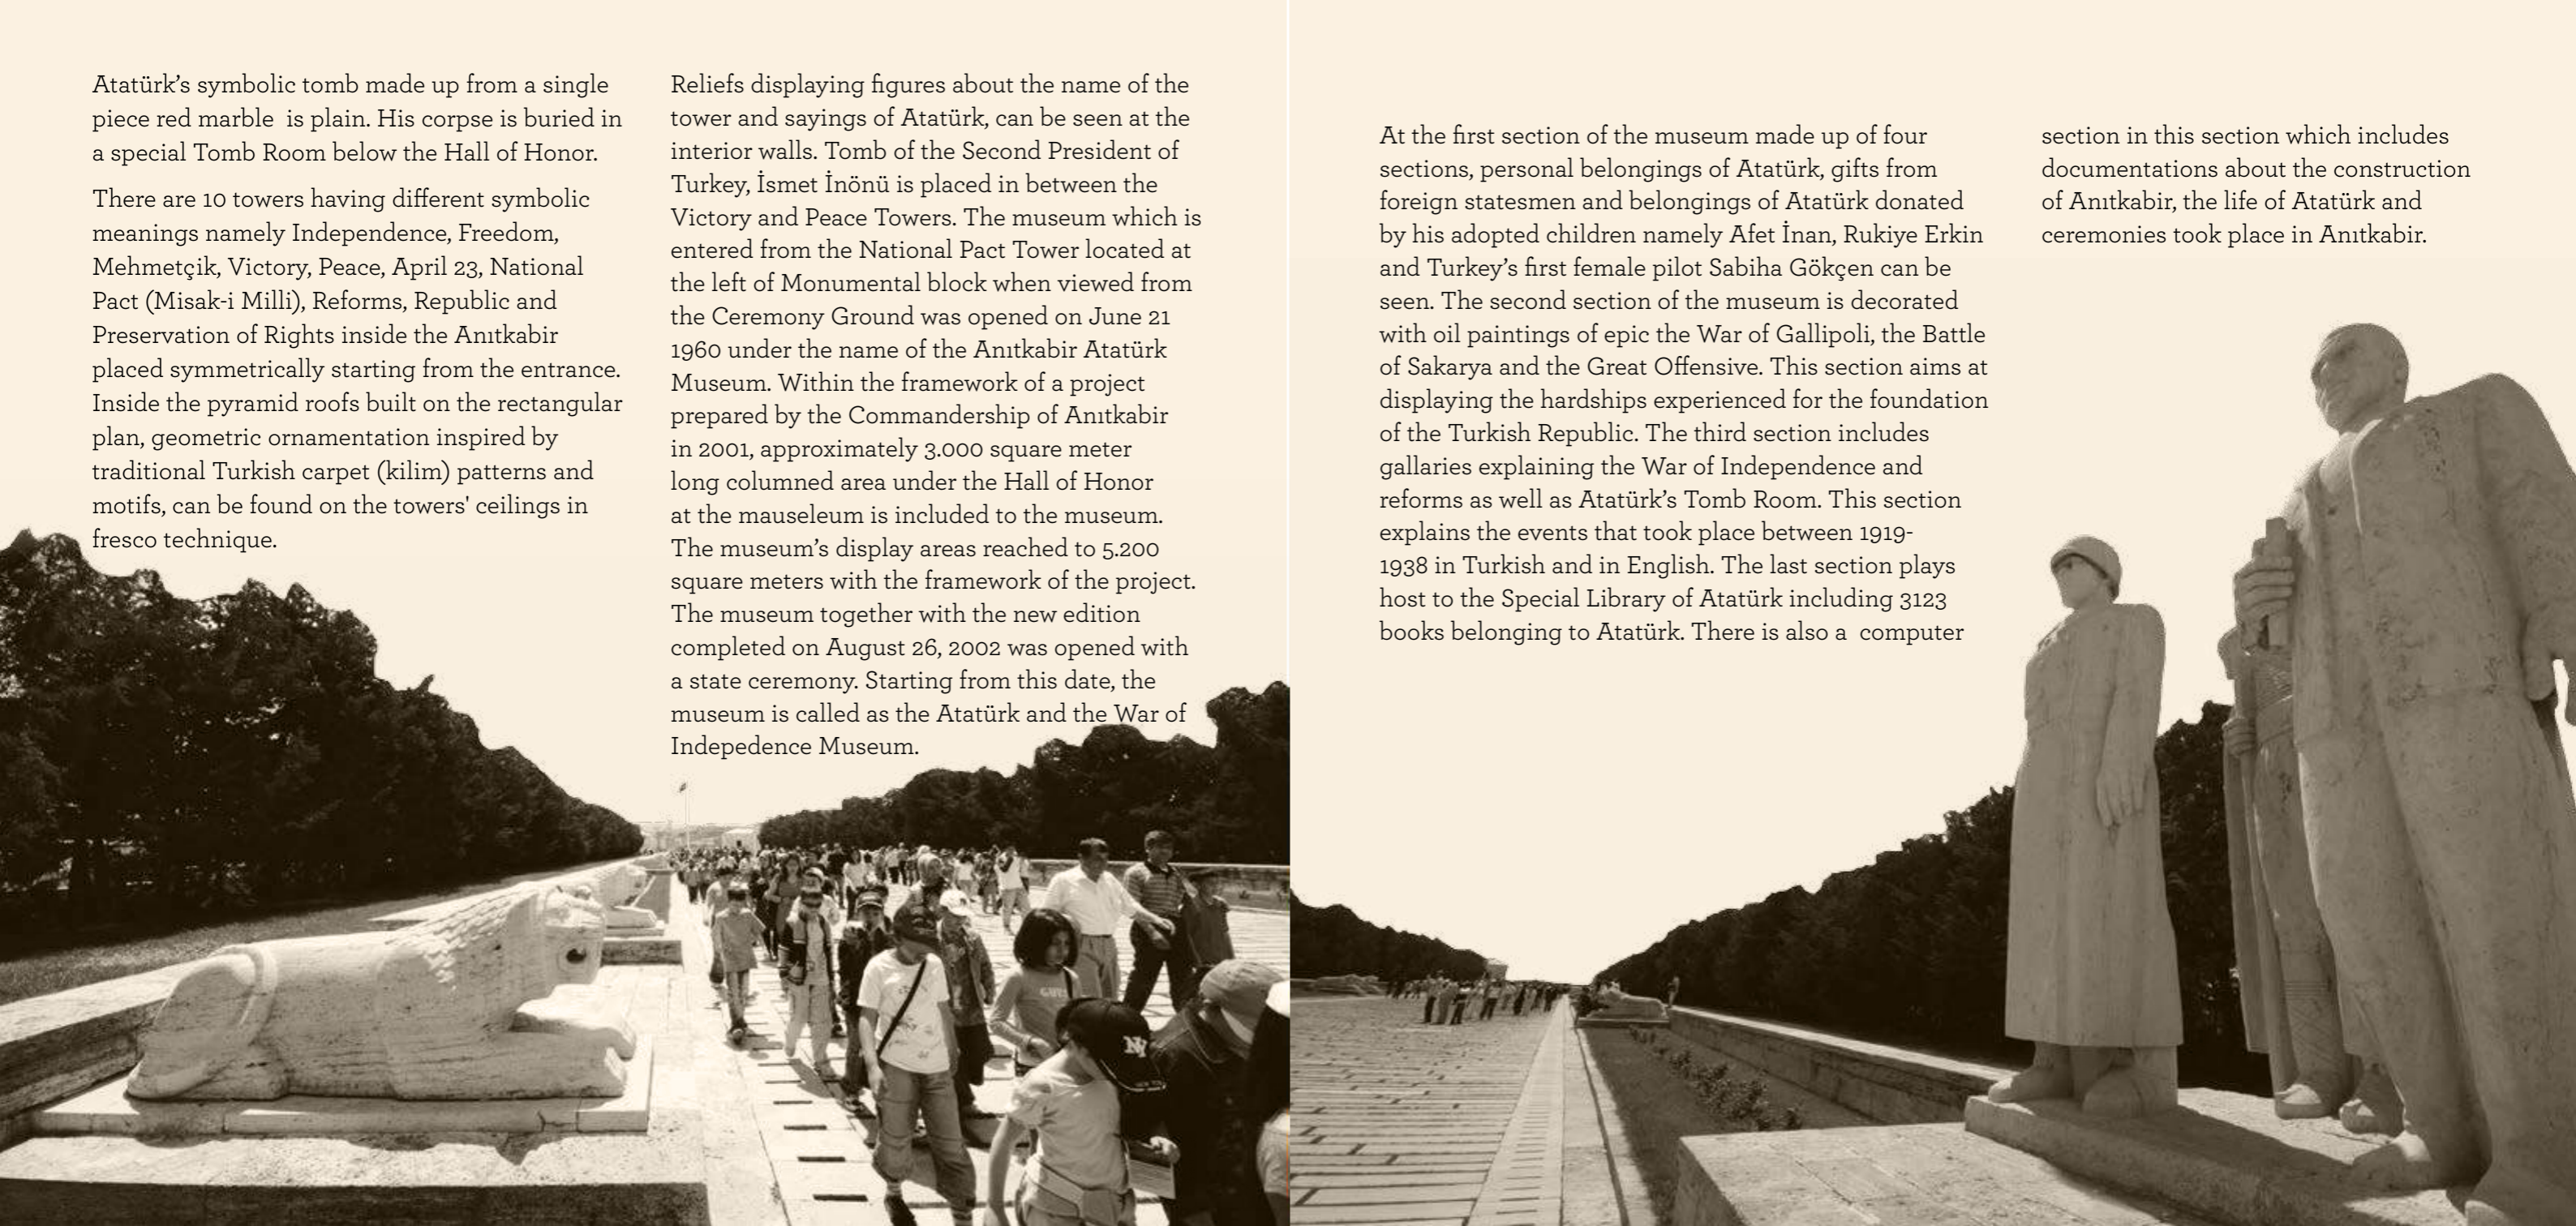 Atatürk’s symbolic tomb made up from a single
piece red marble  is plain. His corpse is buried in
a special Tomb Room below the Hall of Honor.
There are 10 towers having different symbolic
meanings namely Independence, Freedom,
Mehmetçik, Victory, Peace, April 23, National
Pact (Misak-i Milli), Reforms, Republic and
Preservation of Rights inside the Anıtkabir
placed symmetrically starting from the entrance.
Inside the pyramid roofs built on the rectangular
plan, geometric ornamentation inspired by
traditional Turkish carpet (kilim) patterns and
motifs, can be found on the towers' ceilings in
fresco technique.
Reliefs displaying figures about the name of the
tower and sayings of Atatürk, can be seen at the
interior walls. Tomb of the Second President of
Turkey, İsmet İnönü is placed in between the
Victory and Peace Towers. The museum which is
entered from the National Pact Tower located at
the left of Monumental block when viewed from
the Ceremony Ground was opened on June 21
1960 under the name of the Anıtkabir Atatürk
Museum. Within the framework of a project
prepared by the Commandership of Anıtkabir
in 2001, approximately 3.000 square meter
long columned area under the Hall of Honor
at the mauseleum is included to the museum.
The museum’s display areas reached to 5.200
square meters with the framework of the project.
The museum together with the new edition
completed on August 26, 2002 was opened with
a state ceremony. Starting from this date, the
museum is called as the Atatürk and the War of
Indepedence Museum.
At the first section of the museum made up of four
sections, personal belongings of Atatürk, gifts from
foreign statesmen and belongings of Atatürk donated
by his adopted children namely Afet İnan, Rukiye Erkin
and Turkey’s first female pilot Sabiha Gökçen can be
seen. The second section of the museum is decorated
with oil paintings of epic the War of Gallipoli, the Battle
of Sakarya and the Great Offensive. This section aims at
displaying the hardships experienced for the foundation
of the Turkish Republic. The third section includes
gallaries explaining the War of Independence and
reforms as well as Atatürk’s Tomb Room. This section
explains the events that took place between 1919-
1938 in Turkish and in English. The last section plays
host to the Special Library of Atatürk including 3123
books belonging to Atatürk. There is also a  computer
section in this section which includes
documentations about the construction
of Anıtkabir, the life of Atatürk and
ceremonies took place in Anıtkabir.
NY